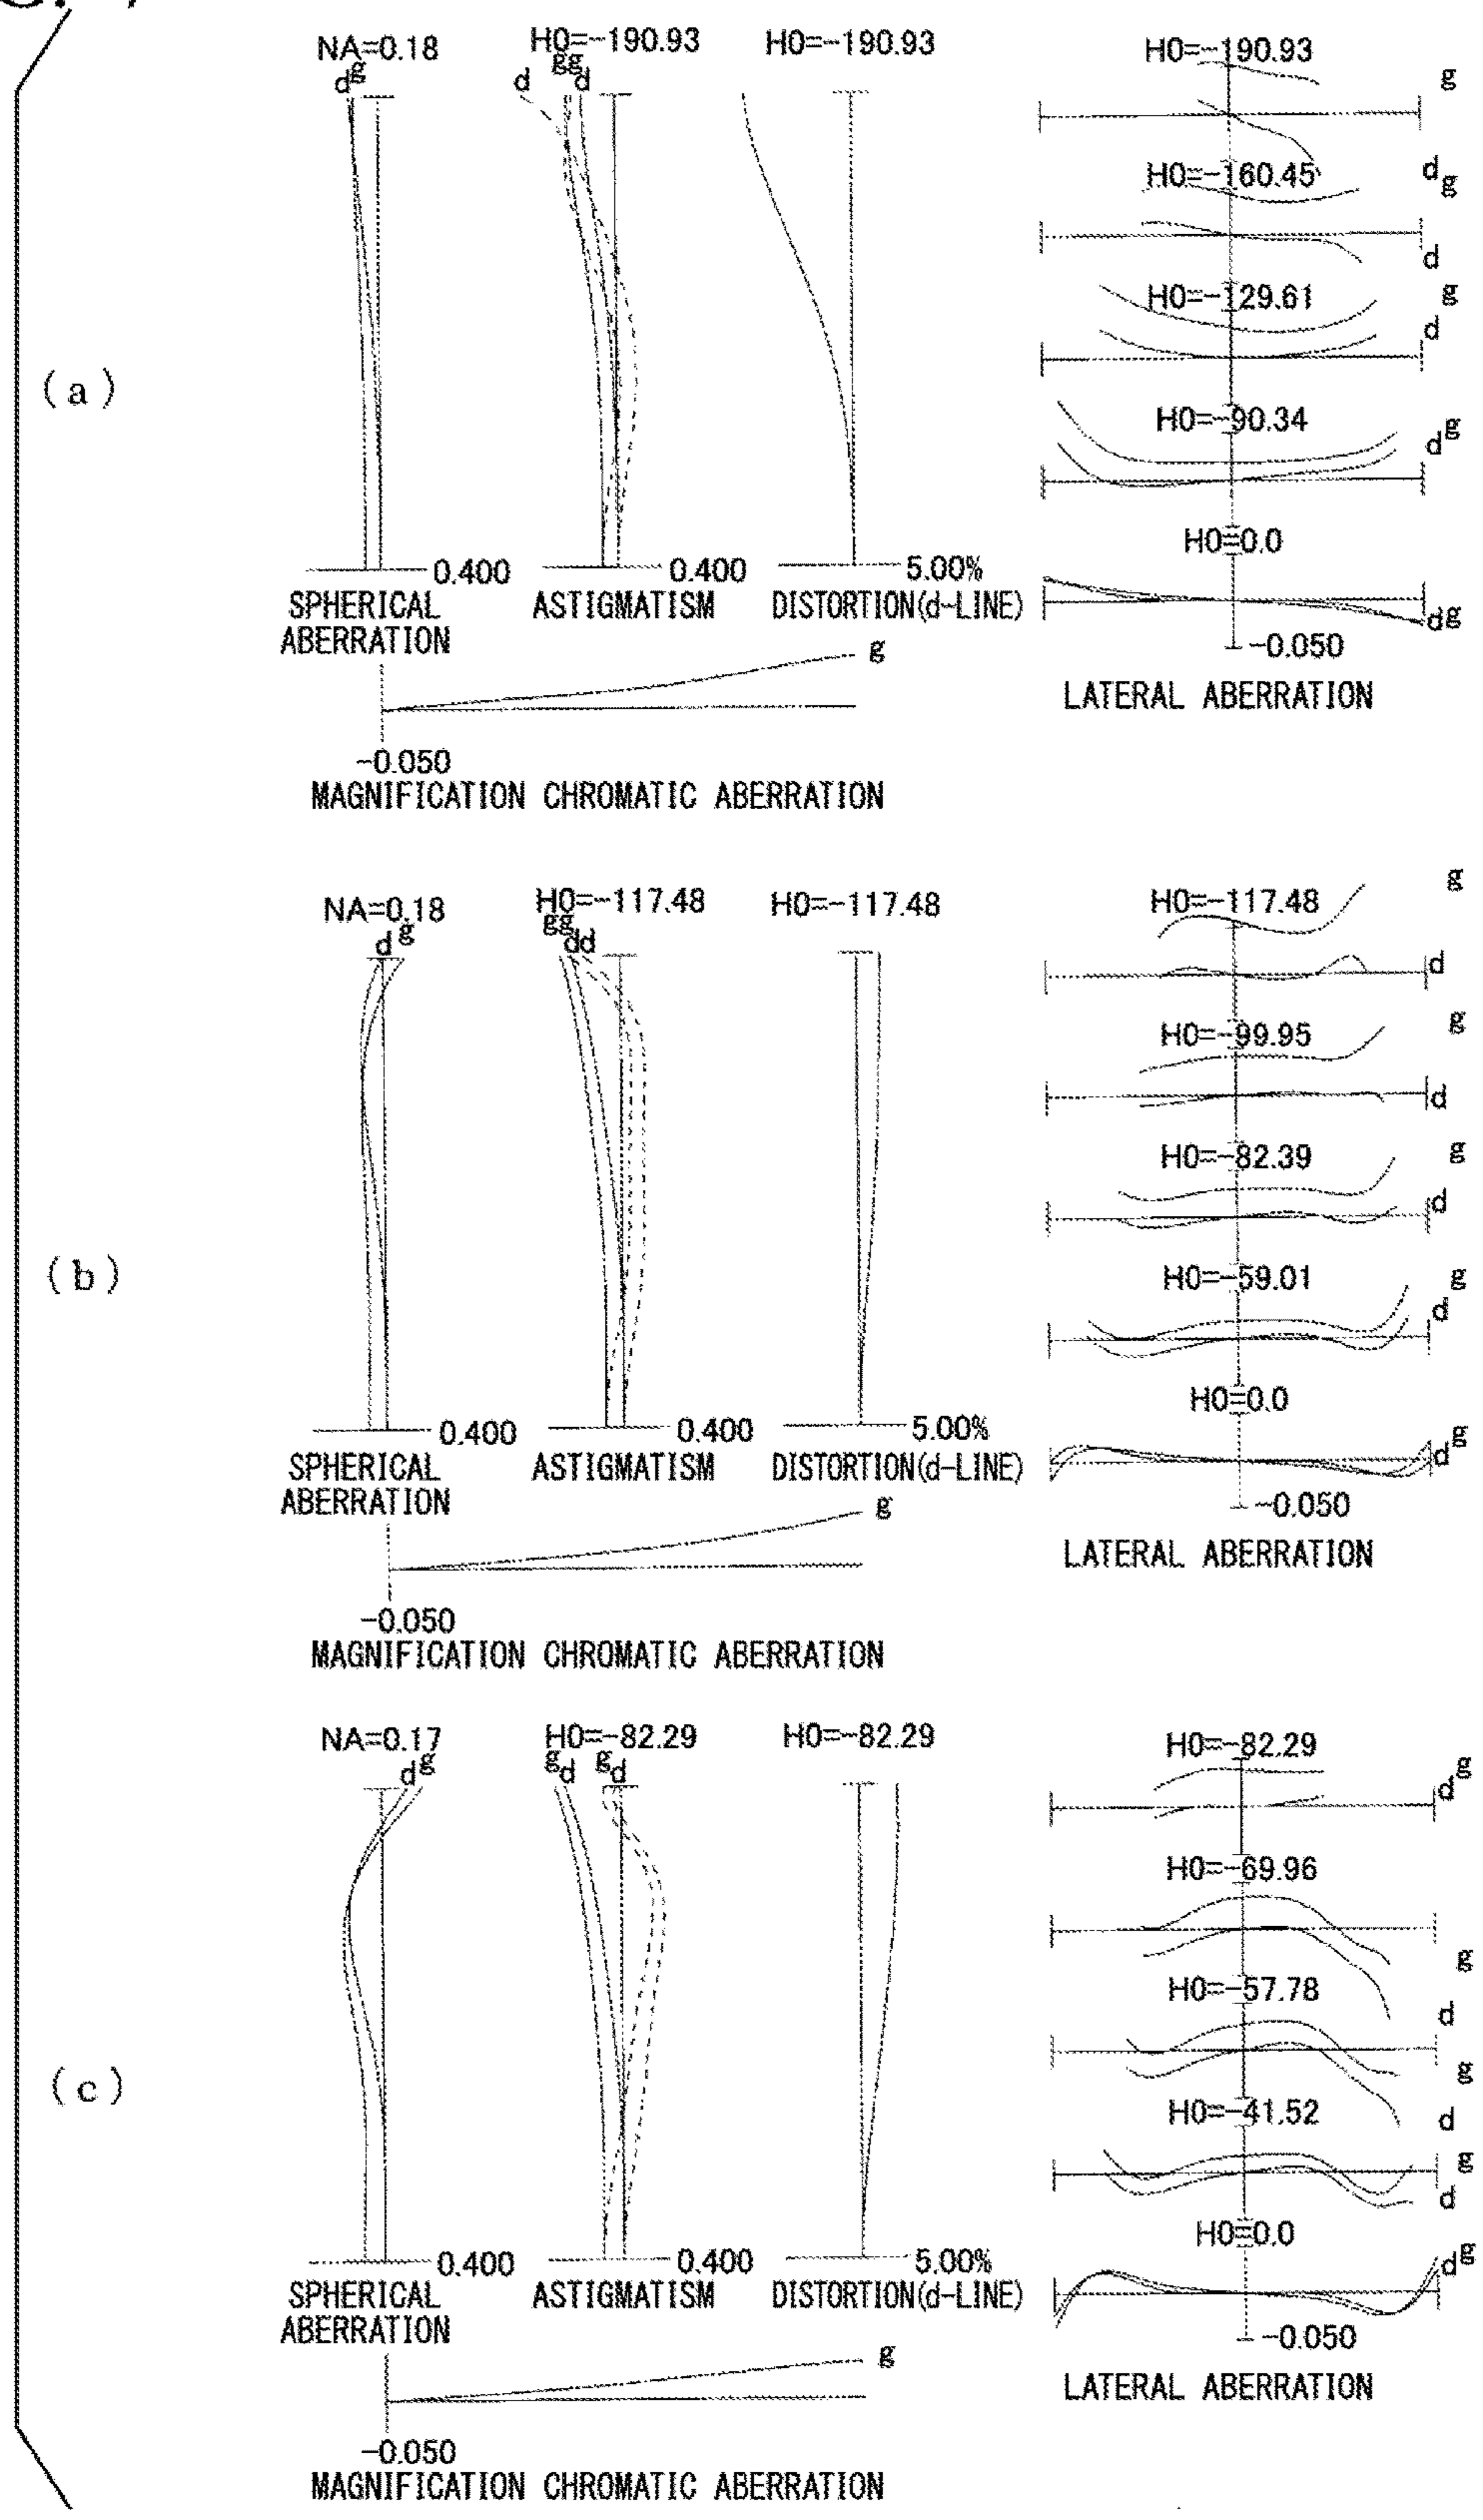 (a)
NA=0.18
d g
H0=-190.93
d g g d
H0=-190.93
0.400
SPHERICAL
ABERRATION
0.400
ASTIGMATISM
5.00%
DISTORTION(d-LINE)
g
-0.050
MAGNIFICATION CHROMATIC ABERRATION
H0=-190.93
g
d
H0=-160.45
g
d
H0=-129.61
g
d
H0=-90.34
d g
H0=0.0
d g
-0.050
LATERAL ABERRATION
(b)
NA=0.18
d g
H0=-117.48
g g d d
H0=-117.48
0.400
SPHERICAL
ABERRATION
0.400
ASTIGMATISM
5.00%
DISTORTION(d-LINE)
g
-0.050
MAGNIFICATION CHROMATIC ABERRATION
H0=-117.48
g
d
H0=-99.95
g
d
H0=-82.39
g
d
H0=-59.01
g
d
H0=0.0
d g
-0.050
LATERAL ABERRATION
(c)
NA=0.17
d g
H0=-82.29
g d g d
H0=-82.29
0.400
SPHERICAL
ABERRATION
0.400
ASTIGMATISM
5.00%
DISTORTION(d-LINE)
g
-0.050
MAGNIFICATION CHROMATIC ABERRATION
H0=-82.29
d g
H0=-69.96
g
d
H0=-57.78
g
d
H0=-41.52
g
d
H0=0.0
d g
-0.050
LATERAL ABERRATION